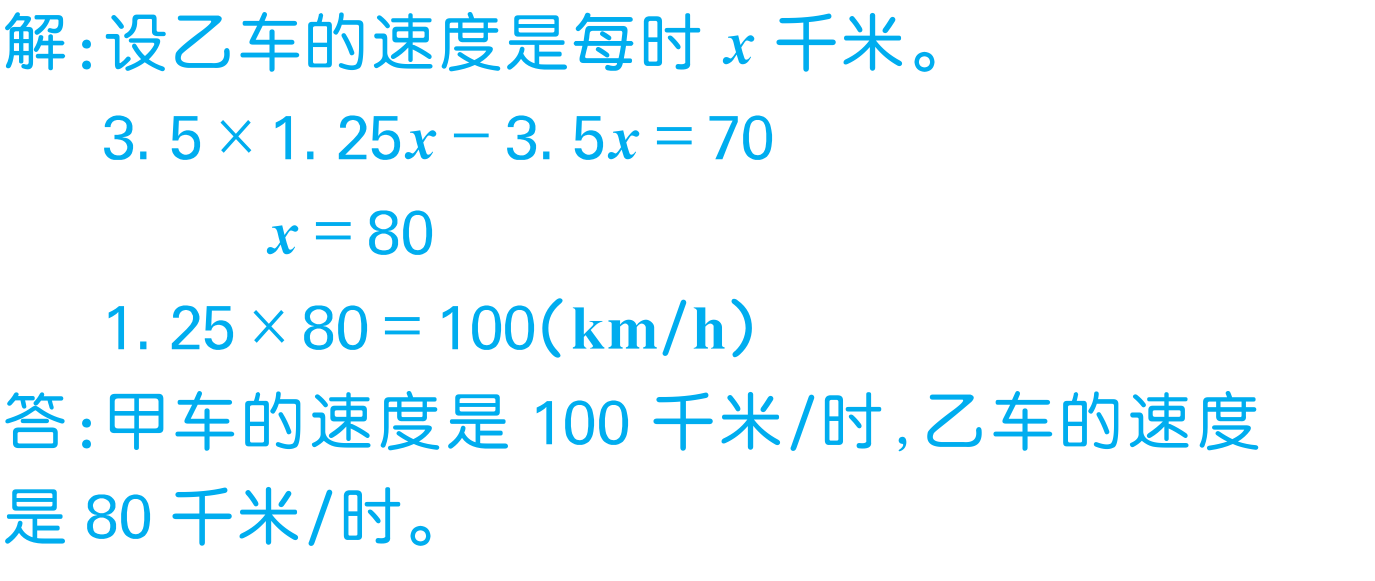 解:设乙车的速度是每时 x 千米。
3.5×1.25x－3.5x＝70
x＝80
1.25×80＝100(km/h)
答:甲车的速度是 100 千米/时,乙车的速度
是 80 千米/时。